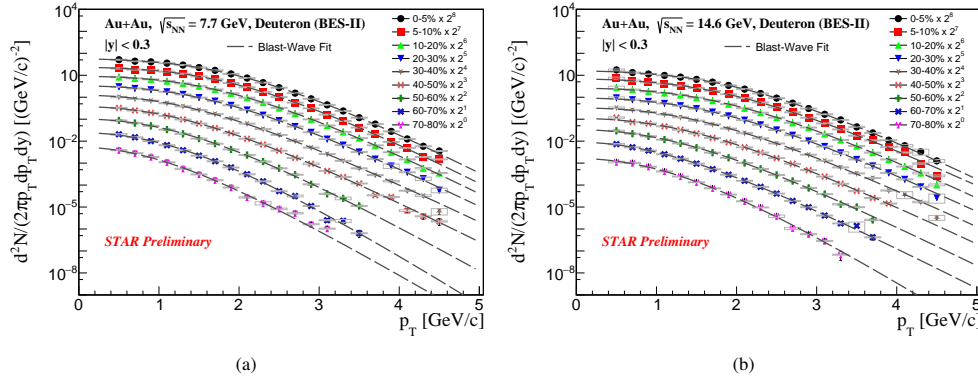 Au+Au, √sNN = 7.7 GeV, Deuteron (BES-II)
|y| < 0.3
Blast-Wave Fit
0-5% x 2^8
5-10% x 2^7
10-20% x 2^6
20-30% x 2^5
30-40% x 2^4
40-50% x 2^3
50-60% x 2^2
60-70% x 2^1
70-80% x 2^0
d^2N/(2πp_T dp_T dy) [(GeV/c)^-2]
10^4
10
10^-2
10^-5
10^-8
STAR Preliminary
0 1 2 3 4 5
p_T [GeV/c]
(a)
Au+Au, √sNN = 14.6 GeV, Deuteron (BES-II)
|y| < 0.3
Blast-Wave Fit
0-5% x 2^8
5-10% x 2^7
10-20% x 2^6
20-30% x 2^5
30-40% x 2^4
40-50% x 2^3
50-60% x 2^2
60-70% x 2^1
70-80% x 2^0
d^2N/(2πp_T dp_T dy) [(GeV/c)^-2]
10^4
10
10^-2
10^-5
10^-8
STAR Preliminary
0 1 2 3 4 5
p_T [GeV/c]
(b)